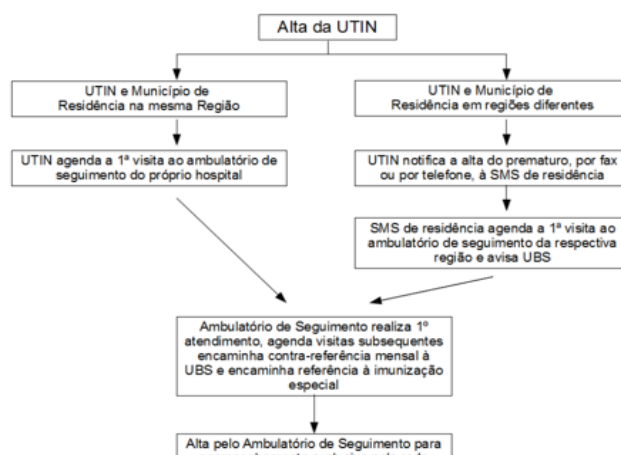 Alta da UTIN
UTIN e Município de
Residência na mesma Região
UTIN e Município de
Residência em regiões diferentes
UTIN agenda a 1ª visita ao ambulatório de
seguimento do próprio hospital
UTIN notifica a alta do prematuro, por fax
ou por telefone, à SMS de residência
SMS de residência agenda a 1ª visita ao
ambulatório de seguimento da respectiva
região e avisa UBS
Ambulatório de Seguimento realiza 1º
atendimento, agenda visitas subsequentes
encaminha contra-referência mensal à
UBS e encaminha referência à imunização
especial
Alta pelo Ambulatório de Seguimento para